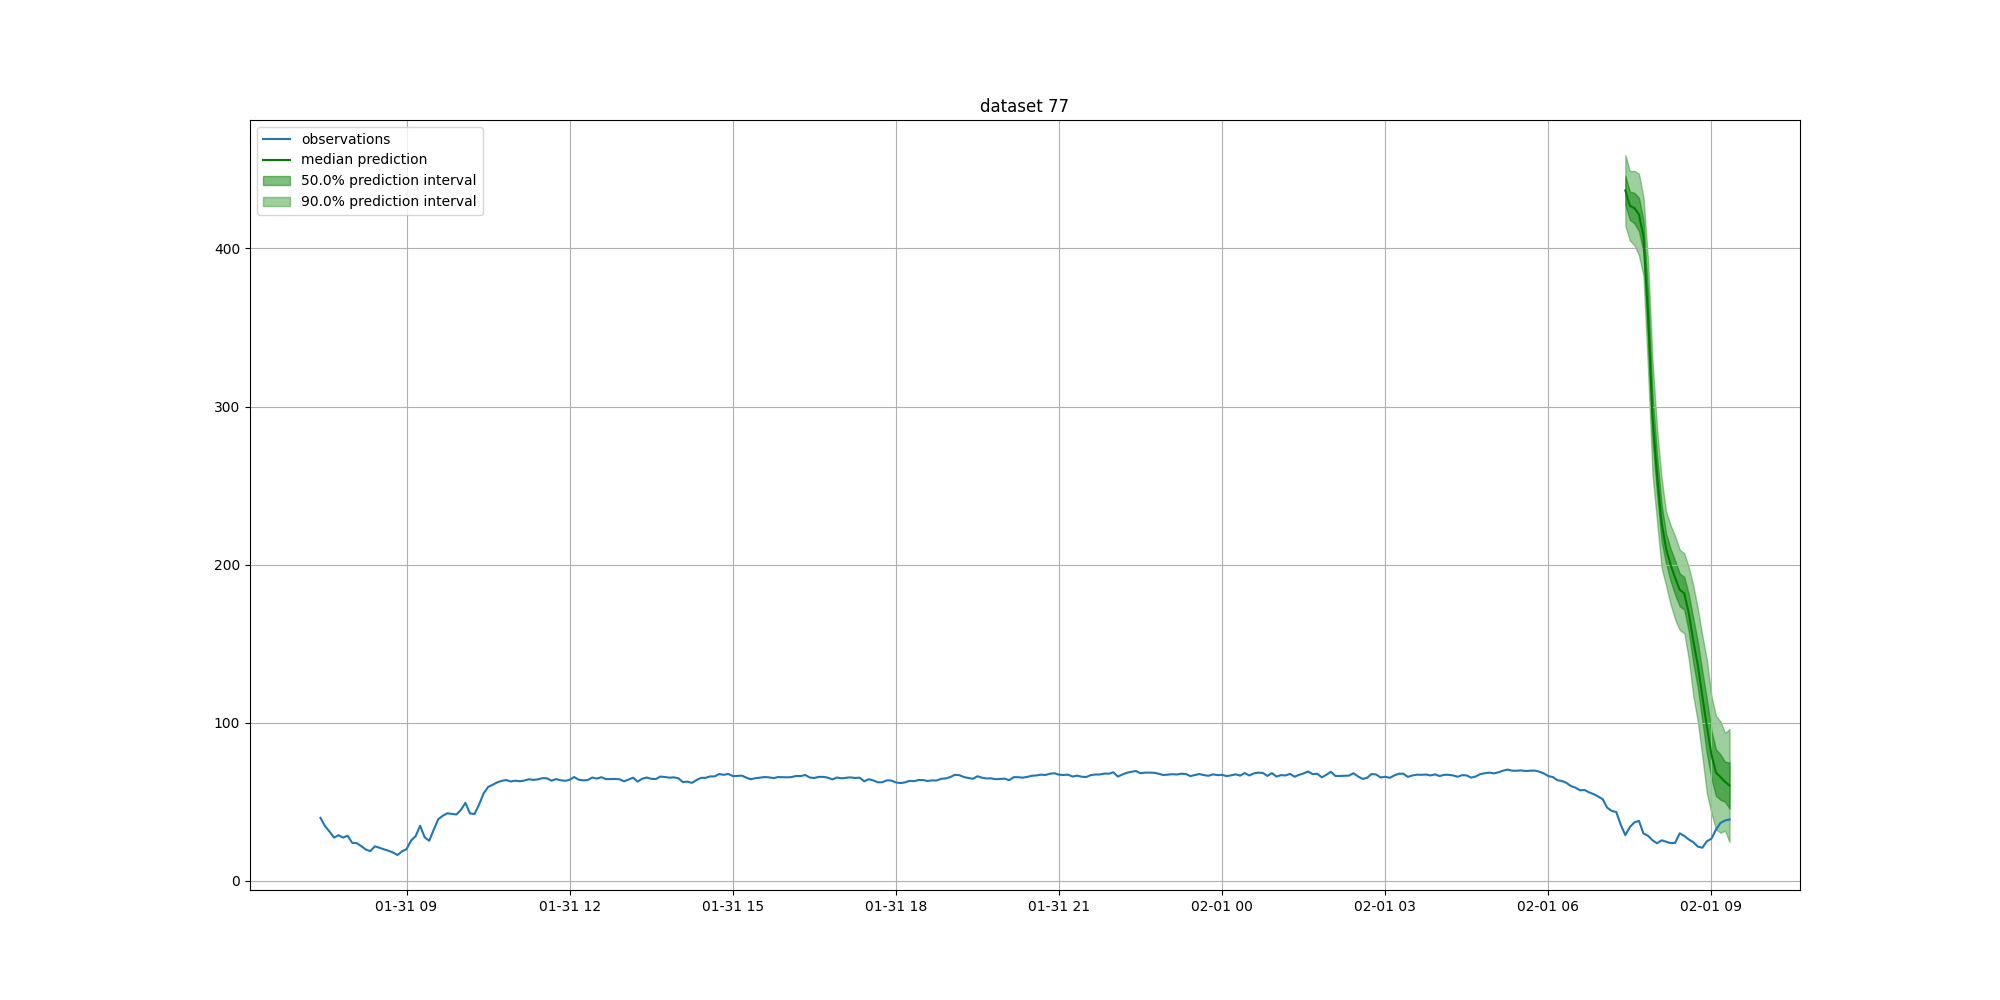 dataset 77
observations
median prediction
50.0% prediction interval
90.0% prediction interval
400
300
200
100
0
01-31 09
01-31 12
01-31 15
01-31 18
01-31 21
02-01 00
02-01 03
02-01 06
02-01 09